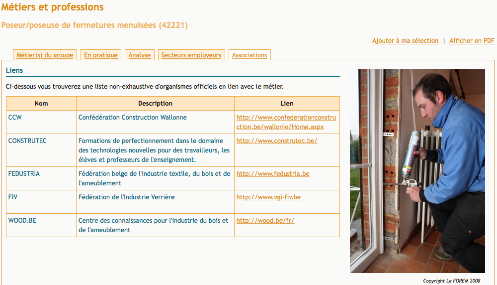 Métiers et professions
Poseur/poseuse de fermetures menuisées (42221)
Ajouter à ma sélection | Afficher en PDF
Métier(s) du groupe En pratique Analyse Secteurs employeurs Associations
Liens
Ci-dessous vous trouverez une liste non-exhaustive d'organismes officiels en lien avec le métier.
Nom Description Lien
CCW Confédération Construction Wallonne http://www.confederationconstru
ction.be/wallonie/Home.aspx
CONSTRUTEC Formations de perfectionnement dans le domaine http://www.construtec.be/
des technologies nouvelles pour des travailleurs, les
élèves et professeurs de l'enseignement.
FEDUSTRIA Fédération belge de l'industrie textile, du bois et de http://www.fedustria.be
l'ameublement
FIV Fédération de l'Industrie Verrière http://www.vgi-fiv.be
WOOD.BE Centre des connaissances pour l'industrie du bois et http://wood.be/fr/
de l'ameublement
Copyright Le FOREM 2008